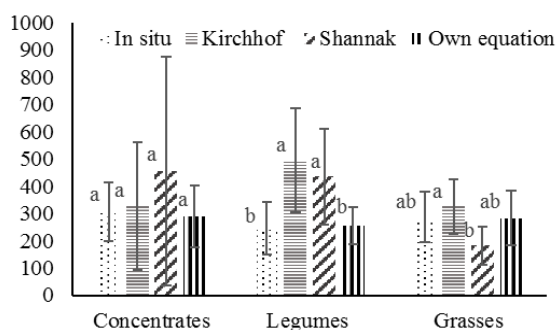 1000
In situ Kirchhof Shannak Own equation
900
800
700
600
500
400
300
200
100
0
a a a a
b a a b
ab a b ab
Concentrates Legumes Grasses